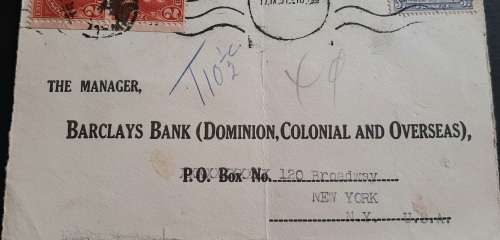 THE MANAGER,
BARCLAYS BANK (DOMINION, COLONIAL AND OVERSEAS),
P.O. BOX NO. 120 Broadway
NEW YORK
N.Y. U.S.A.